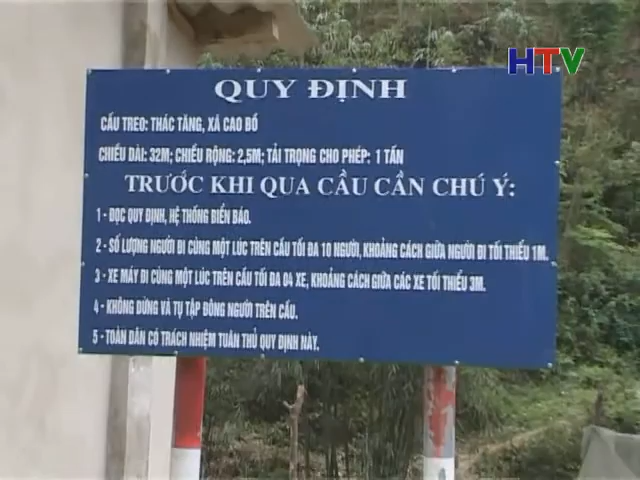 HTV
QUY ĐỊNH
CẦU TREO: THÁC TĂNG, XÃ CAO BỒ
CHIỀU DÀI: 32M; CHIỀU RỘNG: 2,5M; TẢI TRỌNG CHO PHÉP: 1 TẤN
TRƯỚC KHI QUA CẦU CẦN CHÚ Ý:
1 - ĐỌC QUY ĐỊNH, HỆ THỐNG BIỂN BÁO.
2 - SỐ LƯỢNG NGƯỜI ĐI CÙNG MỘT LÚC TRÊN CẦU TỐI ĐA 10 NGƯỜI, KHOẢNG CÁCH GIỮA NGƯỜI ĐI TỐI THIỂU 1M.
3 - XE MÁY ĐI CÙNG MỘT LÚC TRÊN CẦU TỐI ĐA 04 XE, KHOẢNG CÁCH GIỮA CÁC XE TỐI THIỂU 3M.
4 - KHÔNG DỪNG VÀ TỤ TẬP ĐÔNG NGƯỜI TRÊN CẦU.
5 - TOÀN DÂN CÓ TRÁCH NHIỆM TUÂN THỦ QUY ĐỊNH NÀY.